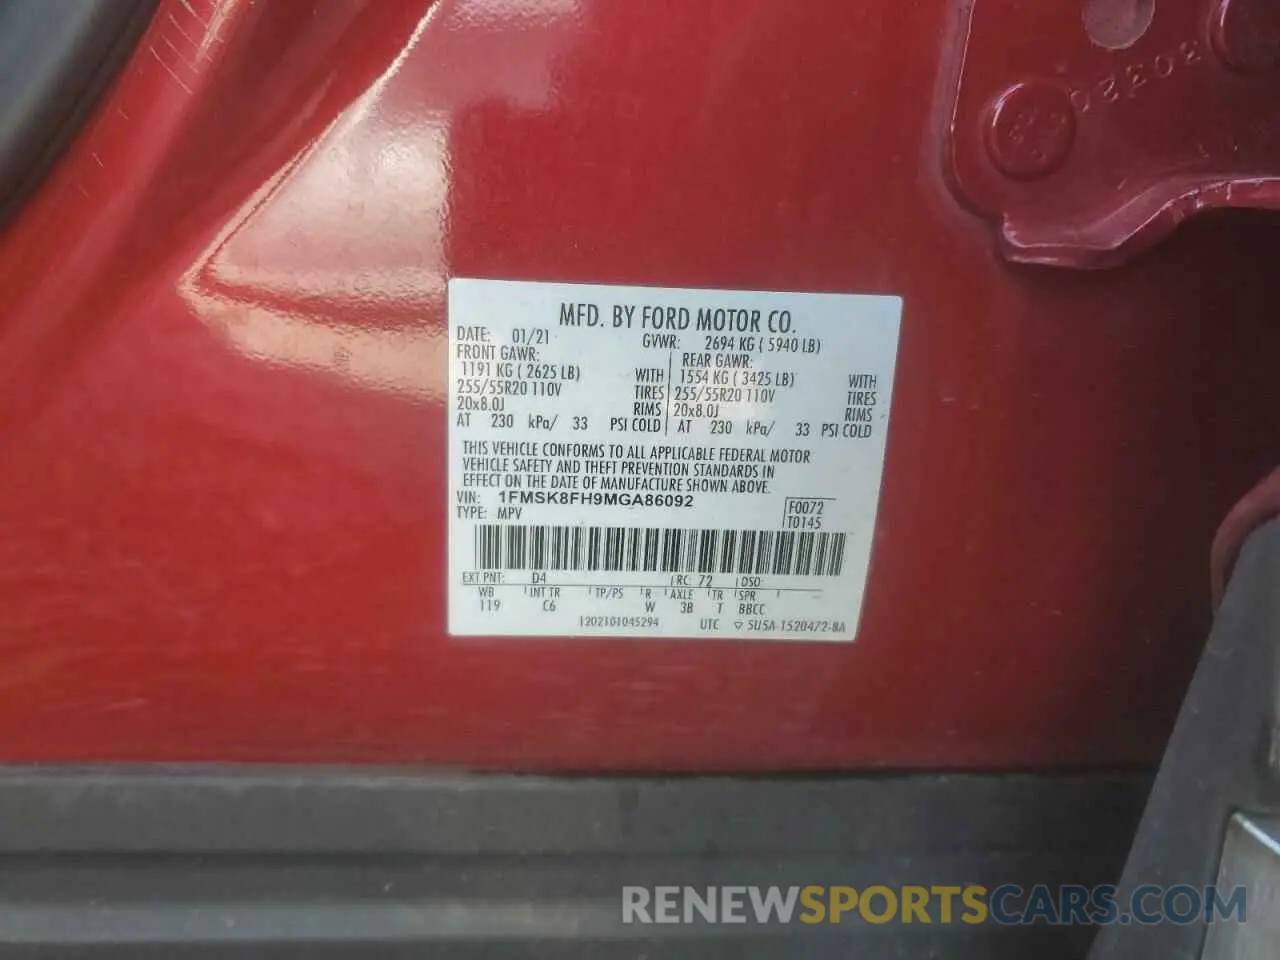 30320
MFD. BY FORD MOTOR CO.
DATE: 01/21 GVWR: 2694 KG ( 5940 LB)
FRONT GAWR: REAR GAWR:
1191 KG ( 2625 LB) WITH 1554 KG ( 3425 LB) WITH
255/55R20 110V TIRES 255/55R20 110V TIRES
20x8.0J RIMS 20x8.0J RIMS
AT 230 kPa/ 33 PSI COLD AT 230 kPa/ 33 PSI COLD
THIS VEHICLE CONFORMS TO ALL APPLICABLE FEDERAL MOTOR
VEHICLE SAFETY AND THEFT PREVENTION STANDARDS IN
EFFECT ON THE DATE OF MANUFACTURE SHOWN ABOVE.
VIN: 1FMSK8FH9MGA86092 F0072
TYPE: MPV T0145
EXT PNT: D4 RC: 72 DSO:
WB INT TR TP/PS R AXLE TR SPR
119 C6 W 3B T BBCC
1202101045294 UTC ▽ 5U5A-1520472-BA
RENEWSPORTSCARS.COM